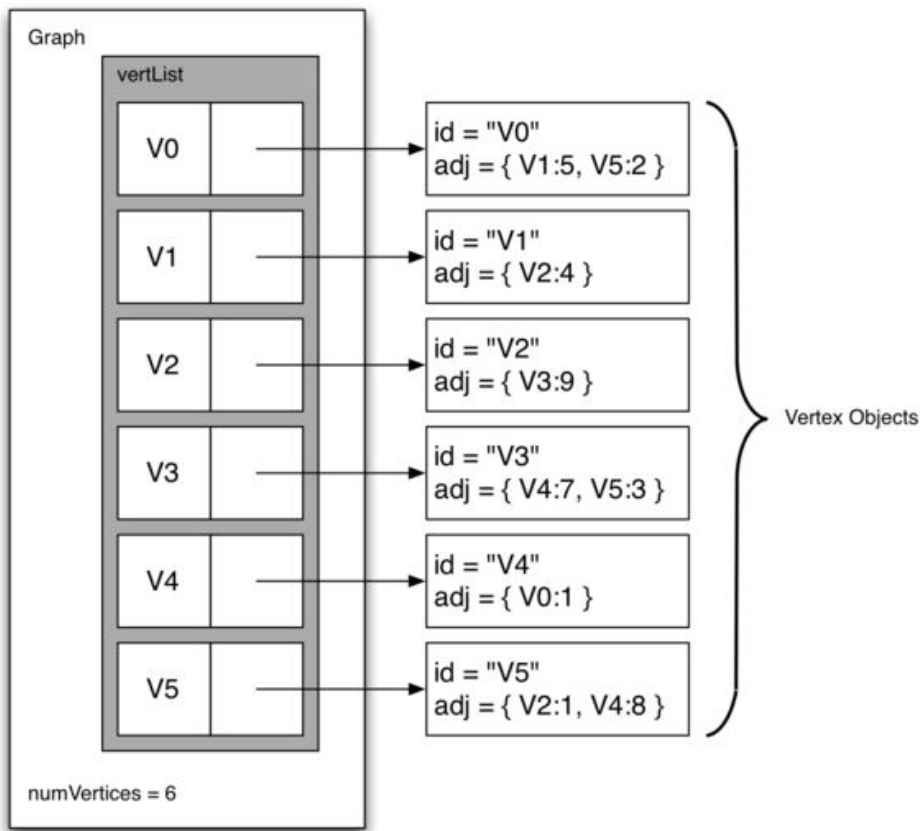 Graph
vertList
V0
id = "V0"
adj = { V1:5, V5:2 }
V1
id = "V1"
adj = { V2:4 }
V2
id = "V2"
adj = { V3:9 }
V3
id = "V3"
adj = { V4:7, V5:3 }
V4
id = "V4"
adj = { V0:1 }
V5
id = "V5"
adj = { V2:1, V4:8 }
Vertex Objects
numVertices = 6